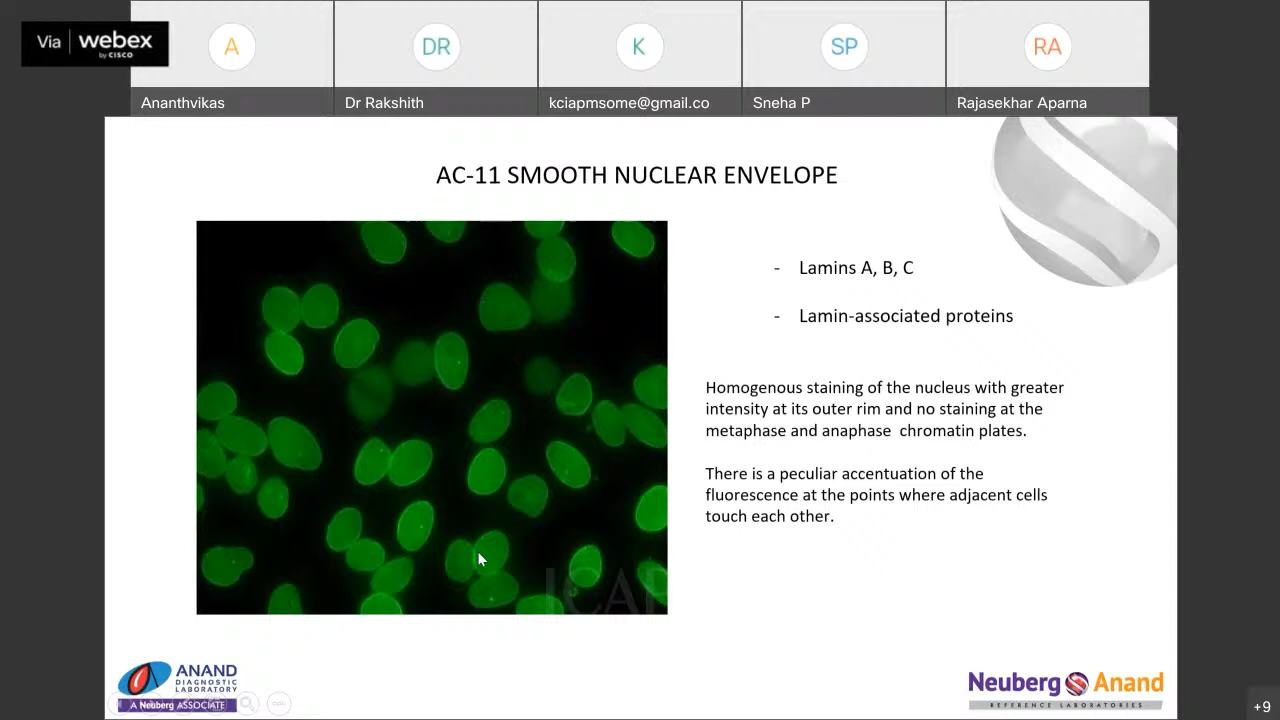 Via webex
by CISCO
A
DR
K
SP
RA
Ananthvikas
Dr Rakshith
kciapmsome@gmail.co
Sneha P
Rajasekhar Aparna
AC-11 SMOOTH NUCLEAR ENVELOPE
- Lamins A, B, C
- Lamin-associated proteins
Homogenous staining of the nucleus with greater
intensity at its outer rim and no staining at the
metaphase and anaphase chromatin plates.
There is a peculiar accentuation of the
fluorescence at the points where adjacent cells
touch each other.
ICAP
ANAND
DIAGNOSTIC
LABORATORY
A Neuberg ASSOCIATE
Neuberg Anand
REFERENCE LABORATORIES
+9